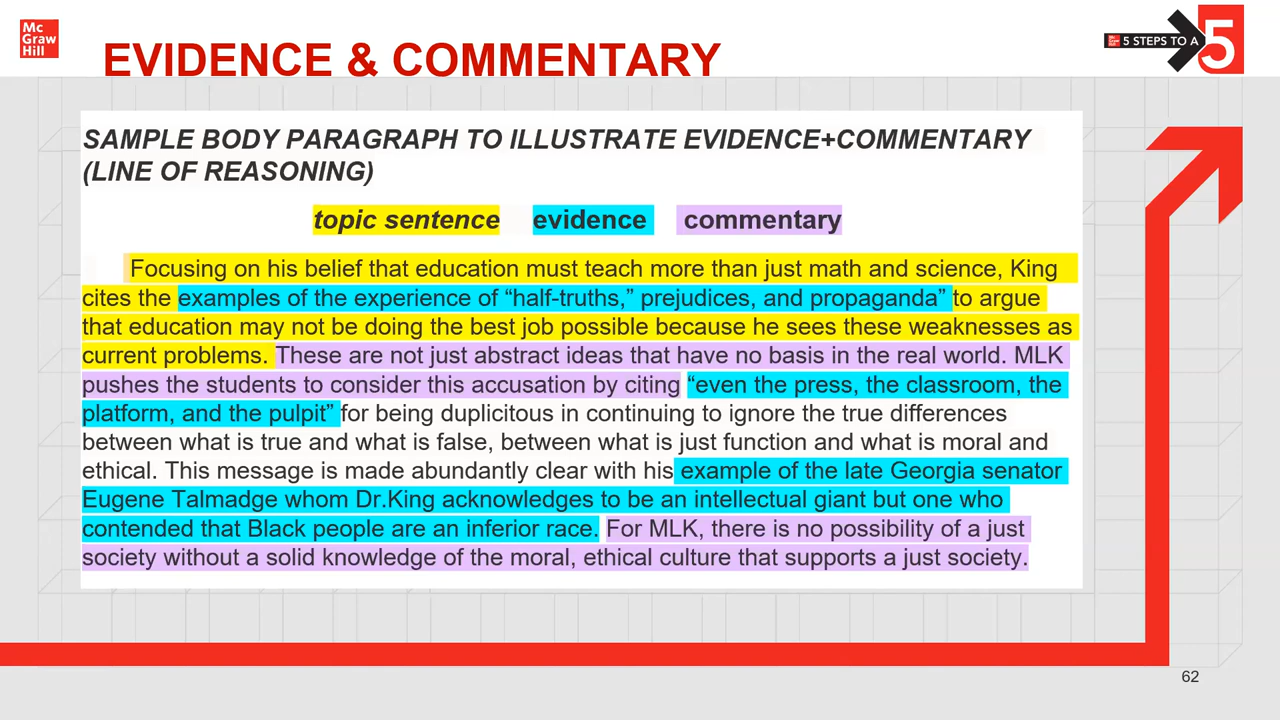 Mc
Graw
Hill
EVIDENCE & COMMENTARY
Mc Graw Hill 5 STEPS TO A 5
SAMPLE BODY PARAGRAPH TO ILLUSTRATE EVIDENCE+COMMENTARY
(LINE OF REASONING)
topic sentence evidence commentary
Focusing on his belief that education must teach more than just math and science, King
cites the examples of the experience of “half-truths,” prejudices, and propaganda” to argue
that education may not be doing the best job possible because he sees these weaknesses as
current problems. These are not just abstract ideas that have no basis in the real world. MLK
pushes the students to consider this accusation by citing “even the press, the classroom, the
platform, and the pulpit” for being duplicitous in continuing to ignore the true differences
between what is true and what is false, between what is just function and what is moral and
ethical. This message is made abundantly clear with his example of the late Georgia senator
Eugene Talmadge whom Dr.King acknowledges to be an intellectual giant but one who
contended that Black people are an inferior race. For MLK, there is no possibility of a just
society without a solid knowledge of the moral, ethical culture that supports a just society.
62